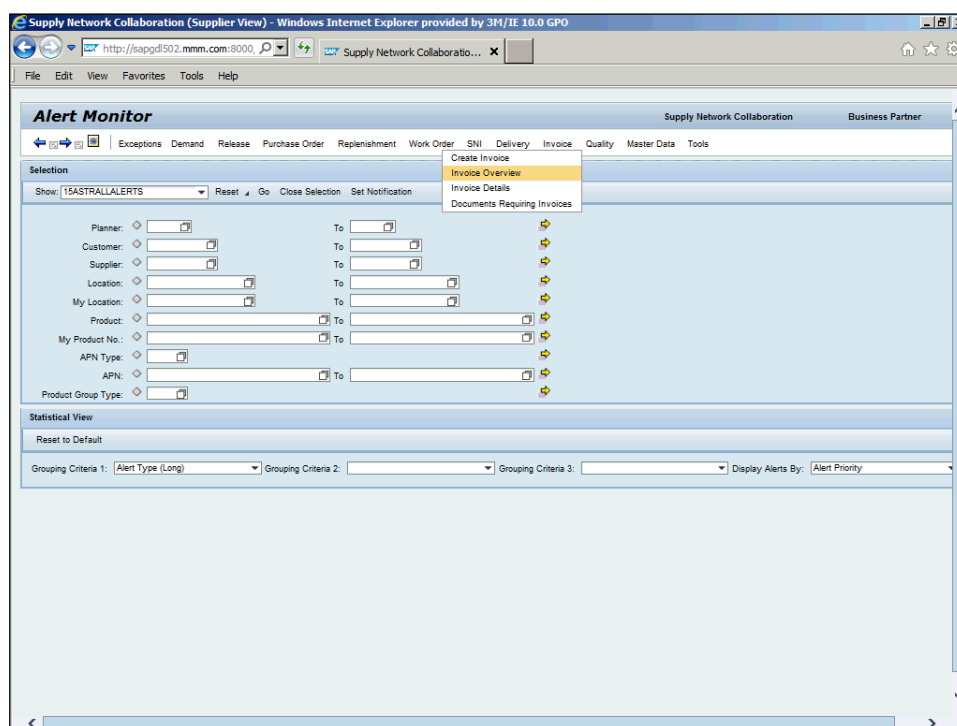 Supply Network Collaboration (Supplier View) - Windows Internet Explorer provided by 3M/IE 10.0 GPO
http://sapgdl502.mmm.com:8000, Supply Network Collaboratio...
File Edit View Favorites Tools Help
Alert Monitor Supply Network Collaboration Business Partner
Exceptions Demand Release Purchase Order Replenishment Work Order SNI Delivery Invoice Quality Master Data Tools
Create Invoice
Invoice Overview
Invoice Details
Documents Requiring Invoices
Selection
Show: 15ASTRALLALERTS Reset Go Close Selection Set Notification
Planner: To
Customer: To
Supplier: To
Location: To
My Location: To
Product: To
My Product No.: To
APN Type:
APN: To
Product Group Type:
Statistical View
Reset to Default
Grouping Criteria 1: Alert Type (Long) Grouping Criteria 2: Grouping Criteria 3: Display Alerts By: Alert Priority